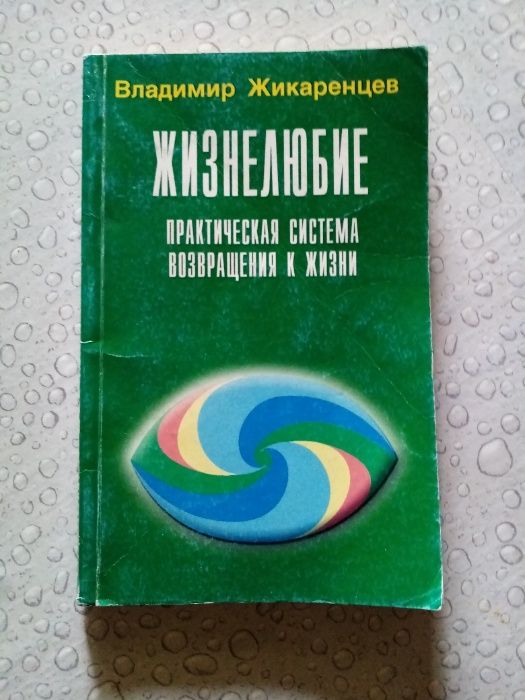 Владимир Жикаренцев
ЖИЗНЕЛЮБИЕ
ПРАКТИЧЕСКАЯ СИСТЕМА
ВОЗВРАЩЕНИЯ К ЖИЗНИ